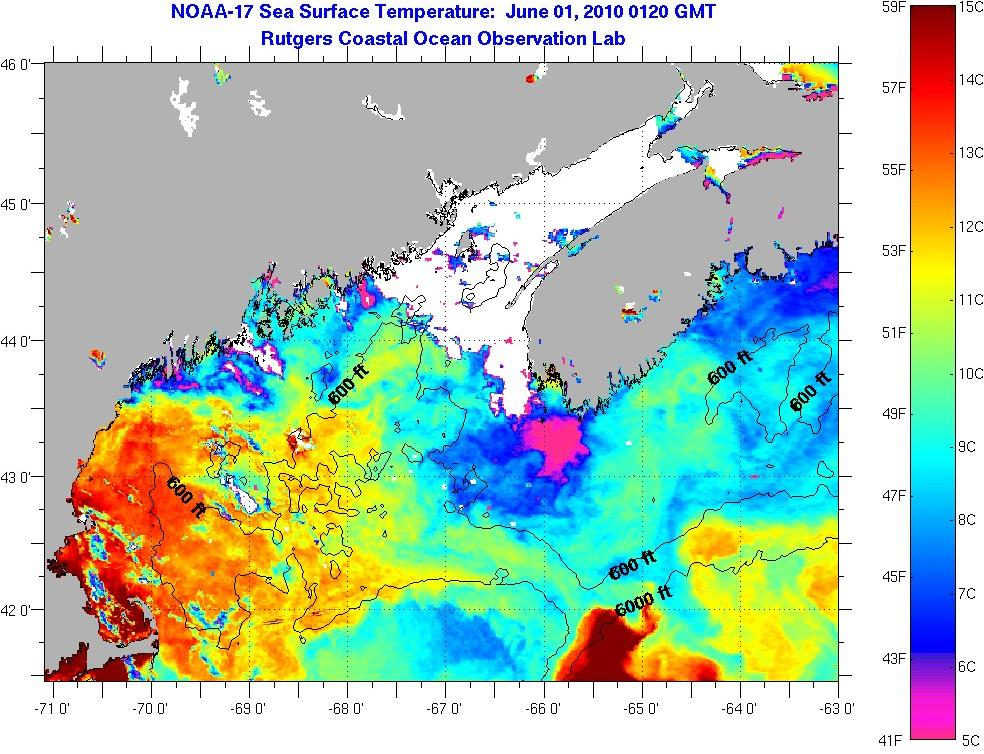 NOAA-17 Sea Surface Temperature: June 01, 2010 0120 GMT
Rutgers Coastal Ocean Observation Lab
46 0'
45 0'
44 0'
43 0'
42 0'
-71 0' -70 0' -69 0' -68 0' -67 0' -66 0' -65 0' -64 0' -63 0'
600 ft
600 ft
600 ft
600 ft
600 ft
6000 ft
59F
57F
55F
53F
51F
49F
47F
45F
43F
41F
15C
14C
13C
12C
11C
10C
9C
8C
7C
6C
5C